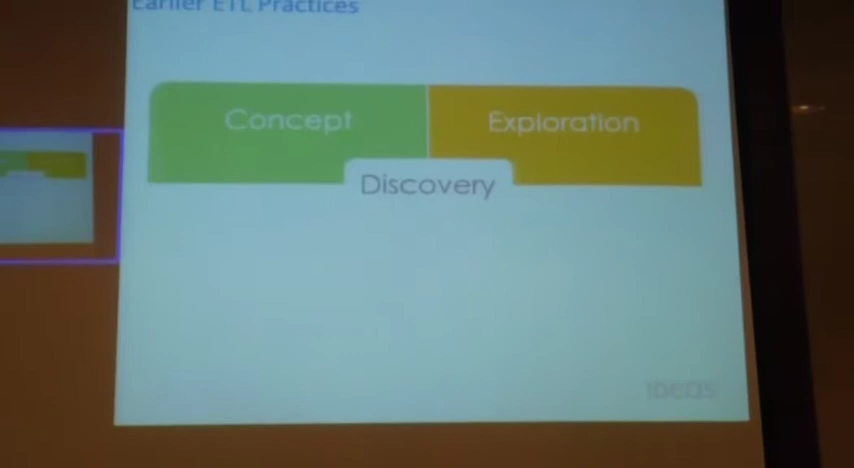 Earlier ETL Practices
Concept
Exploration
Discovery
ideas